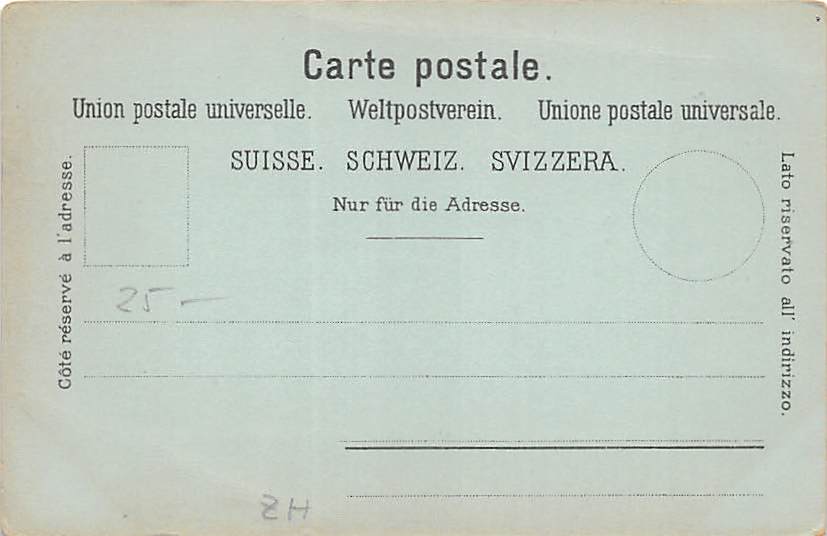 Carte postale.
Union postale universelle. Weltpostverein. Unione postale universale.
SUISSE. SCHWEIZ. SVIZZERA.
Nur für die Adresse.
Côté réservé à l'adresse.
Lato riservato all' indirizzo.
25 —
ZH